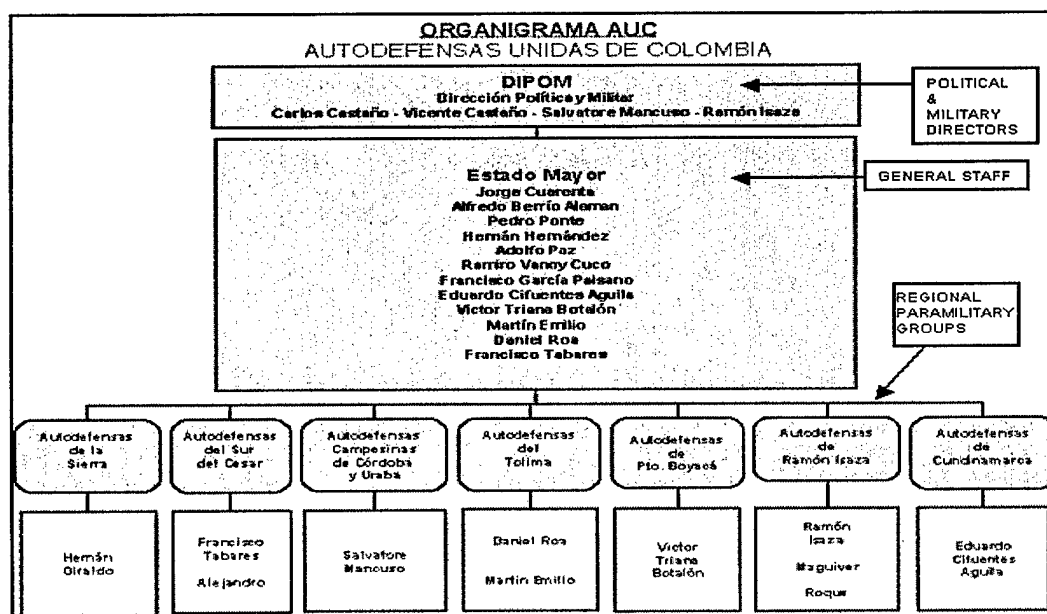 ORGANIGRAMA AUC
AUTODEFENSAS UNIDAS DE COLOMBIA
DIPOM
Dirección Política y Militar
Carlos Castaño - Vicente Castaño - Salvatore Mancuso - Ramón Isaza
POLITICAL
&
MILITARY
DIRECTORS
Estado Mayor
Jorge Cuarenta
Alfredo Berrío Aleman
Pedro Ponte
Hernán Hernández
Adolfo Paz
Ramiro Vanoy Cuco
Francisco García Paisano
Eduardo Cifuentes Aguila
Victor Triana Botalón
Martín Emilio
Daniel Roa
Francisco Tabares
GENERAL STAFF
REGIONAL
PARAMILITARY
GROUPS
Autodefensas
de la
Sierra
Autodefensas
del Sur
del Cesar
Autodefensas
Campesinas
de Córdoba
y Uraba
Autodefensas
del
Tolima
Autodefensas
de
Pto. Boyacá
Autodefensas
de
Ramón Isaza
Autodefensas
de
Cundinamarca
Hernán
Giraldo
Francisco
Tabares
Alejandro
Salvatore
Mancuso
Daniel Roa
Martin Emilio
Victor
Triana
Botalón
Ramón
Isaza
Maguiver
Roque
Eduardo
Cifuentes
Aguila